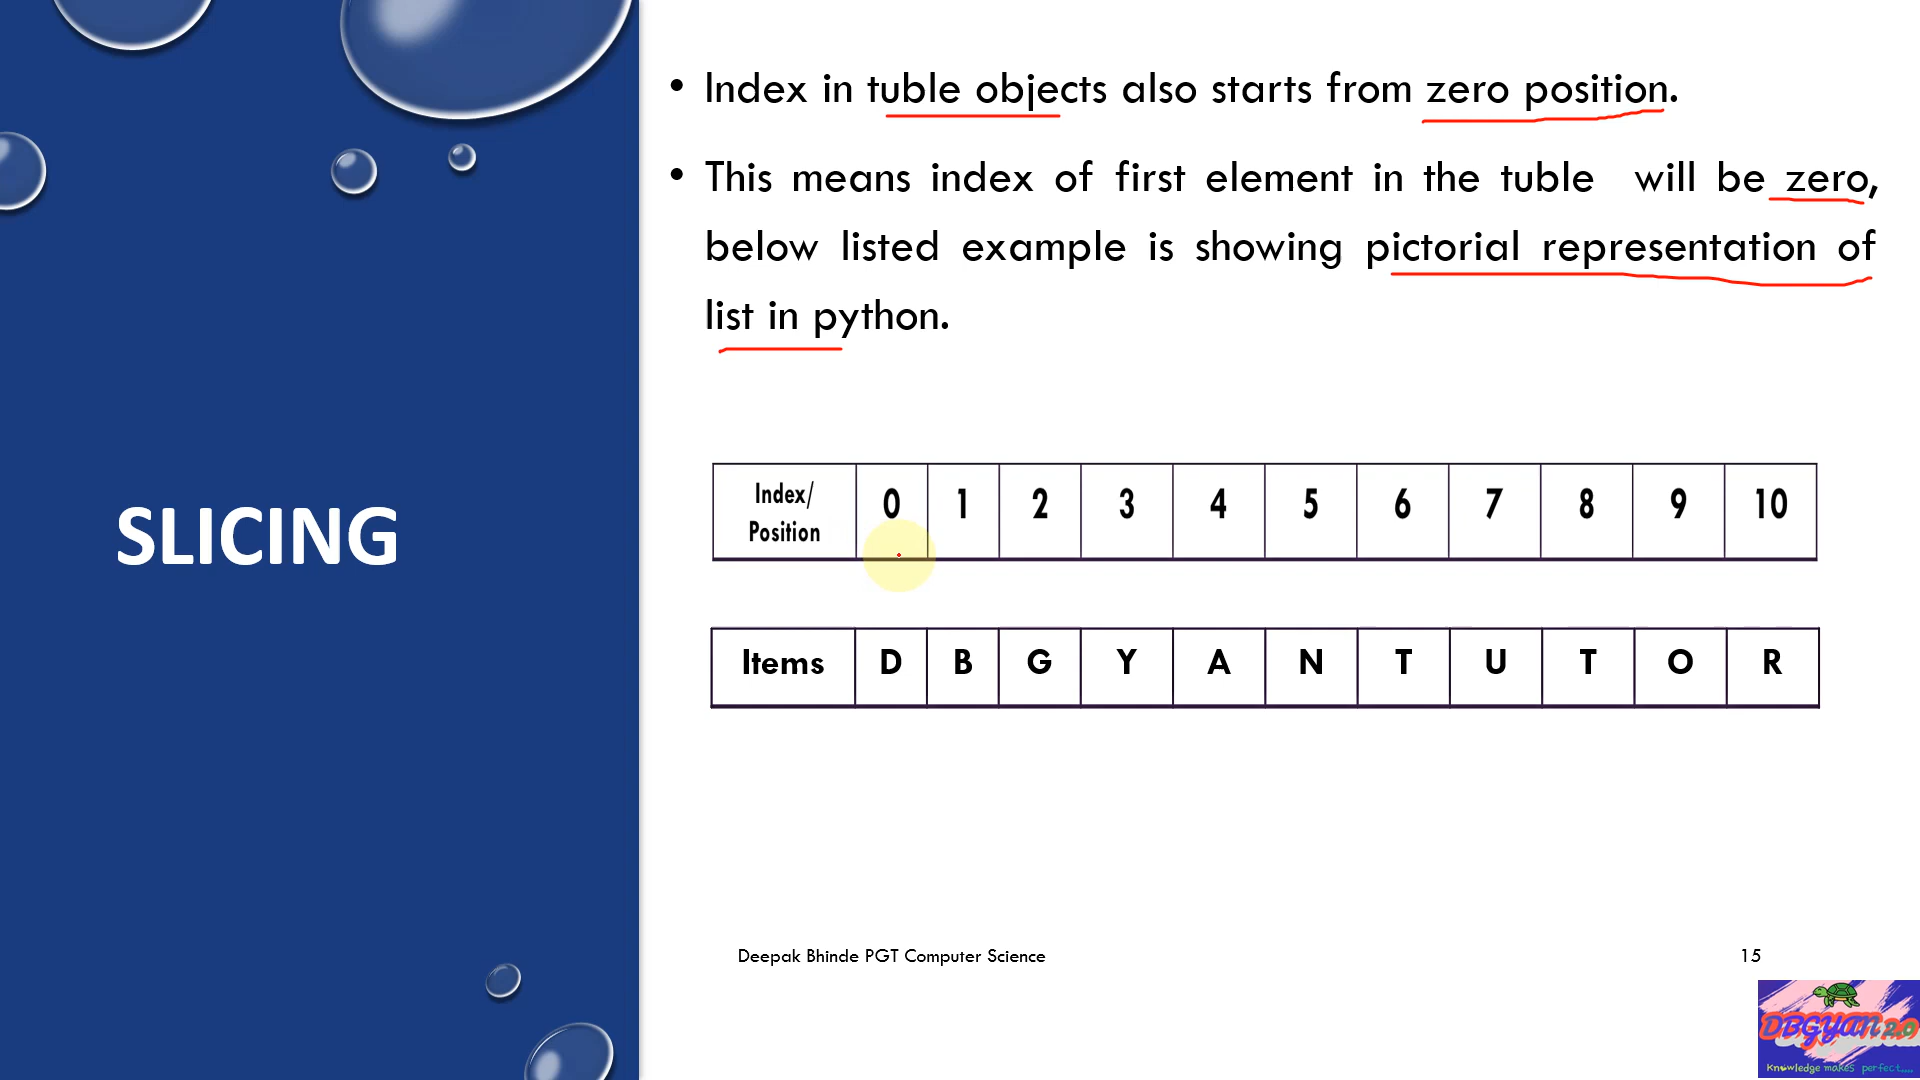 • Index in tuble objects also starts from zero position.
• This means index of first element in the tuble will be zero,
below listed example is showing pictorial representation of
list in python.
SLICING
Index/ Position 0 1 2 3 4 5 6 7 8 9 10
Items D B G Y A N T U T O R
Deepak Bhinde PGT Computer Science 15
DBGYAN 2.0
Knowledge makes perfect....